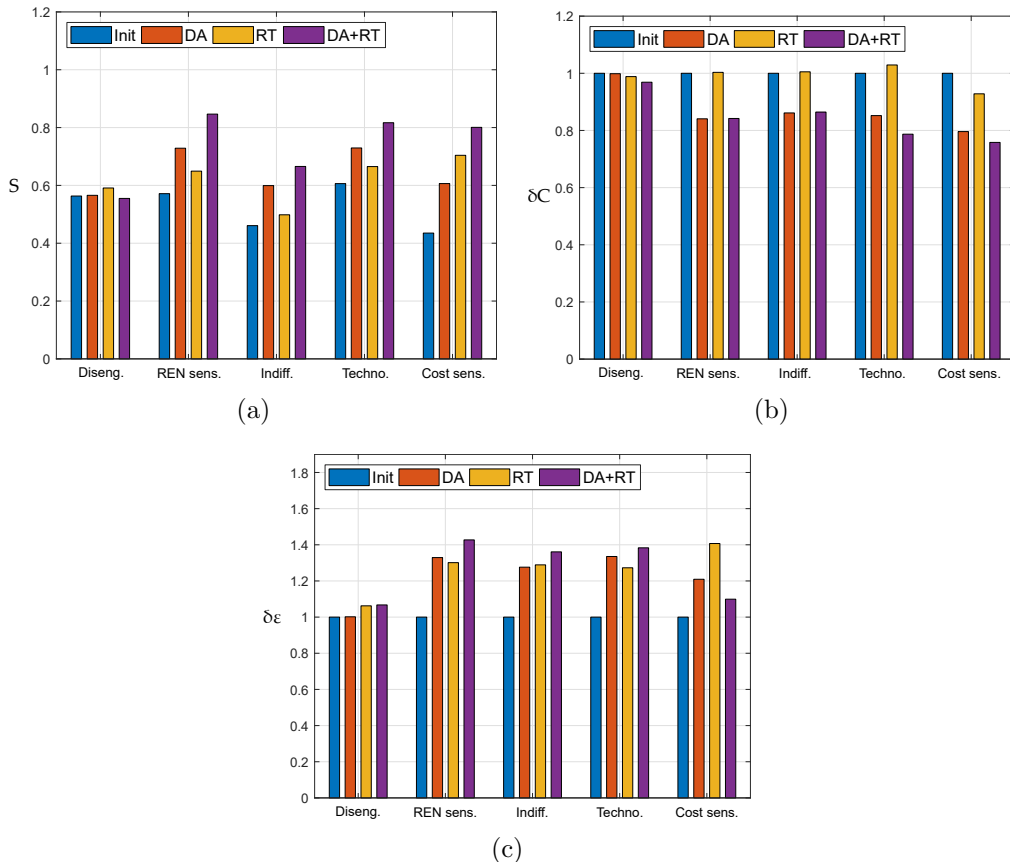 1.2
Init DA RT DA+RT
1
0.8
S
0.6
0.4
0.2
0
Diseng. REN sens. Indiff. Techno. Cost sens.
(a)
1.2
Init DA RT DA+RT
1
0.8
δC
0.6
0.4
0.2
0
Diseng. REN sens. Indiff. Techno. Cost sens.
(b)
1.8
Init DA RT DA+RT
1.6
1.4
1.2
1
δε
0.8
0.6
0.4
0.2
0
Diseng. REN sens. Indiff. Techno. Cost sens.
(c)